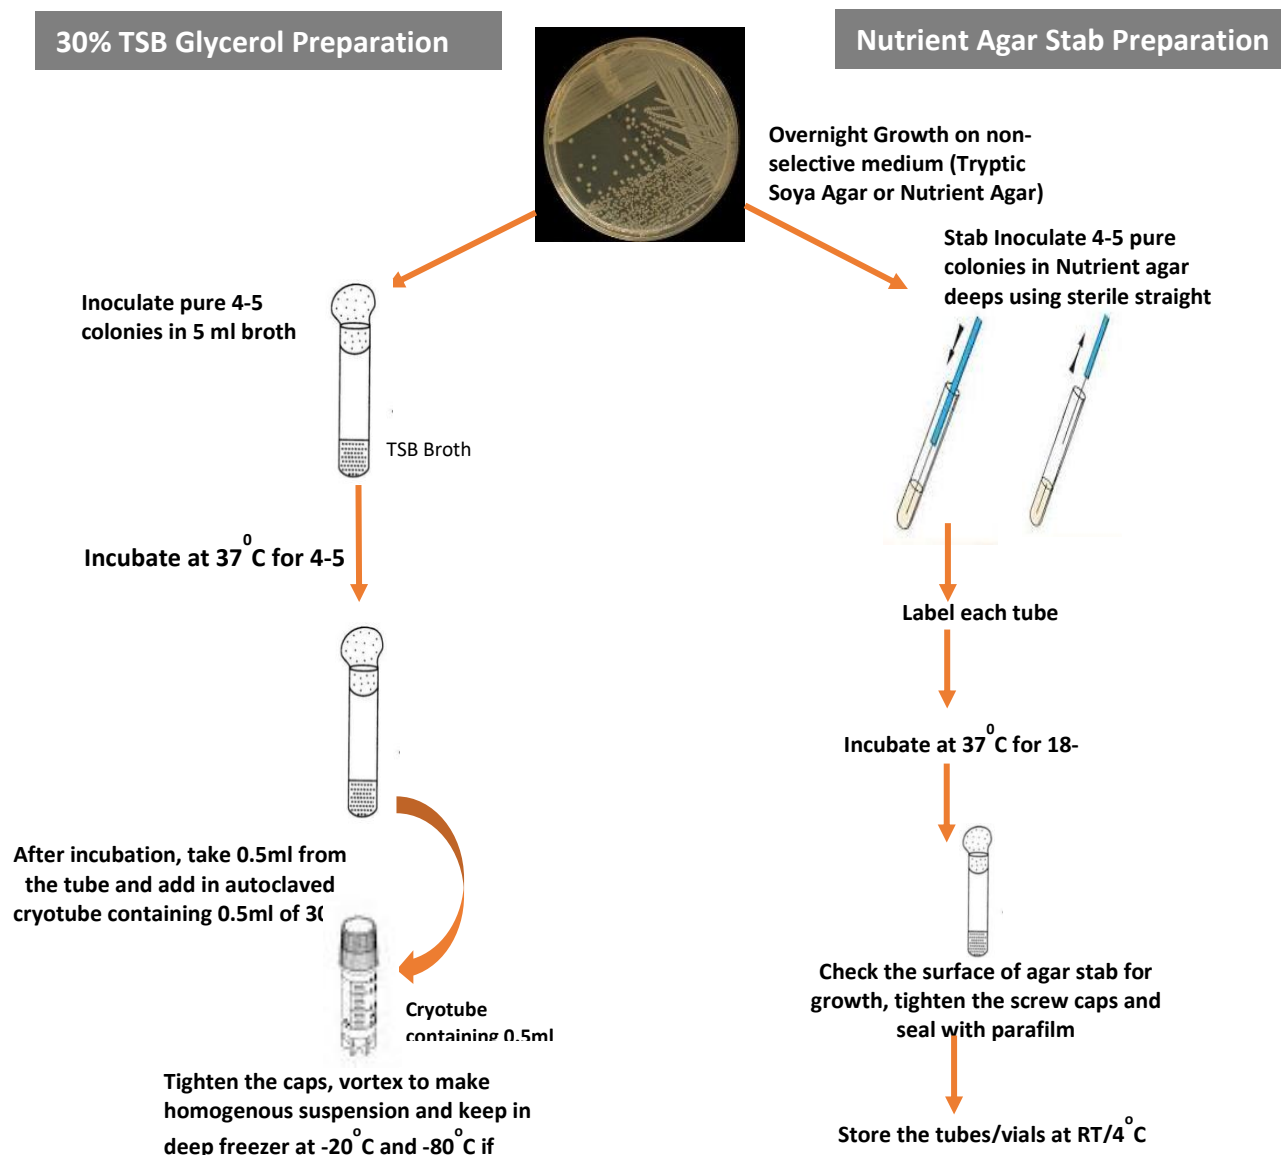 30% TSB Glycerol Preparation
Nutrient Agar Stab Preparation
Overnight Growth on non-
selective medium (Tryptic
Soya Agar or Nutrient Agar)
Inoculate pure 4-5
colonies in 5 ml broth
TSB Broth
Incubate at 37⁰C for 4-5
After incubation, take 0.5ml from
the tube and add in autoclaved
cryotube containing 0.5ml of
Cryotube
containing 0.5ml
Tighten the caps, vortex to make
homogenous suspension and keep in
deep freezer at -20°C and -80°C if
Stab Inoculate 4-5 pure
colonies in Nutrient agar
deeps using sterile straight
Label each tube
Incubate at 37⁰C for 18-
Check the surface of agar stab for
growth, tighten the screw caps and
seal with parafilm
Store the tubes/vials at RT/4°C